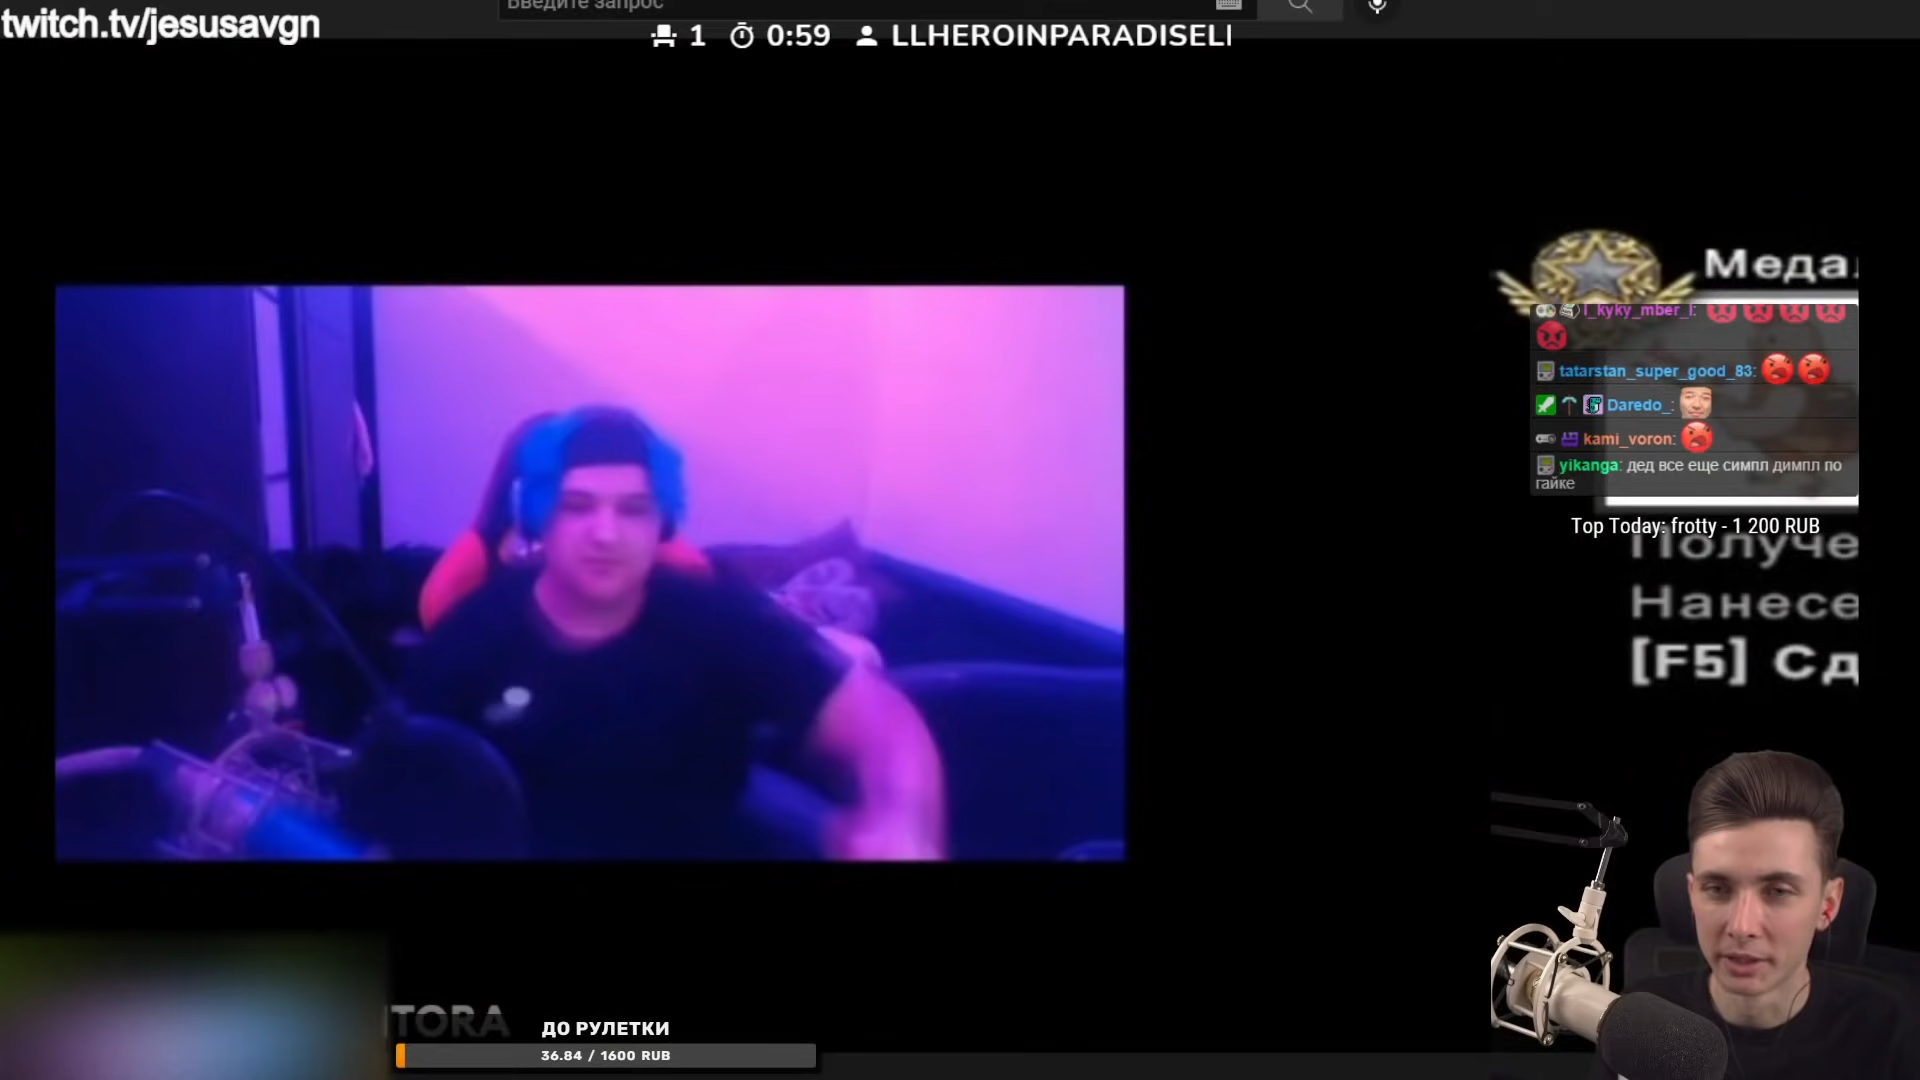 Введите запрос
twitch.tv/jesusavgn
1 0:59 LLHEROINPARADISELI
Меда
i_kyky_mber_i:
tatarstan_super_good_83:
Daredo_:
kami_voron:
yikanga: дед все еще симпл димпл по
гайке
Top Today: frotty - 1 200 RUB
Получе
Нанесе
[F5] Сд
TORA
ДО РУЛЕТКИ
36.84 / 1600 RUB